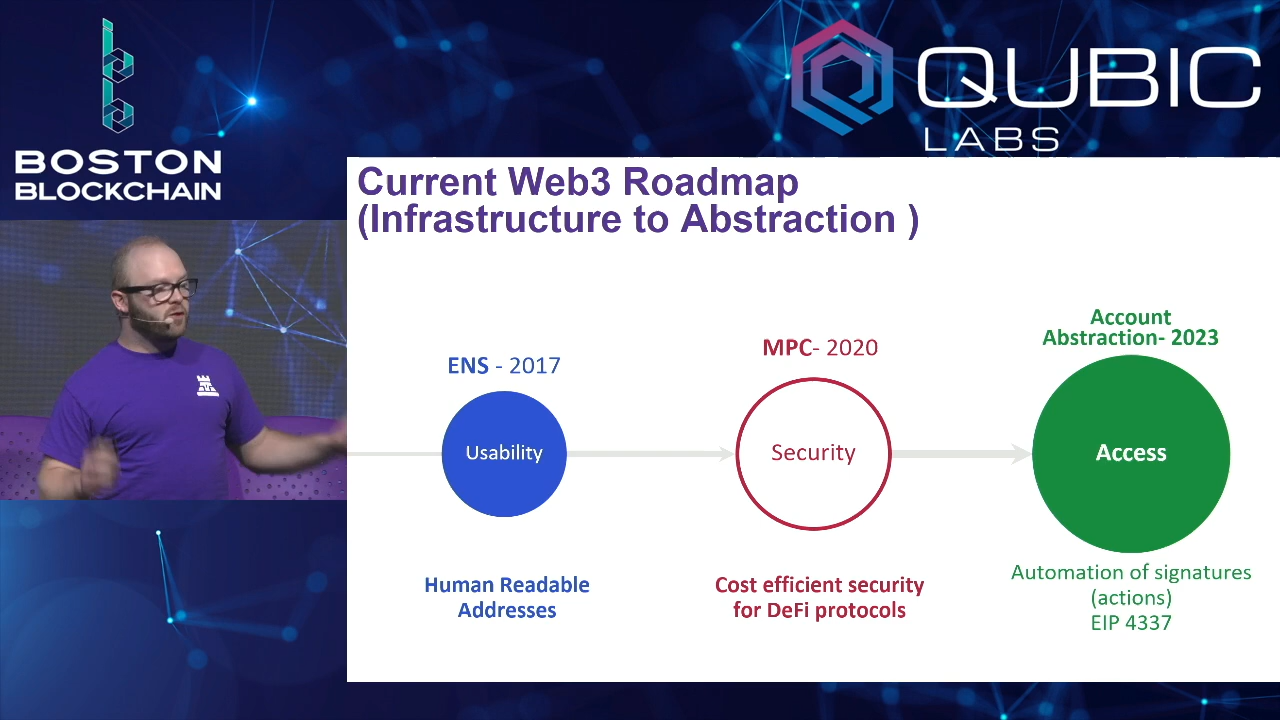 BOSTON
BLOCKCHAIN
QUBIC
LABS
Current Web3 Roadmap
(Infrastructure to Abstraction )
ENS - 2017
Usability
Human Readable
Addresses
MPC- 2020
Security
Cost efficient security
for DeFi protocols
Account
Abstraction- 2023
Access
Automation of signatures
(actions)
EIP 4337